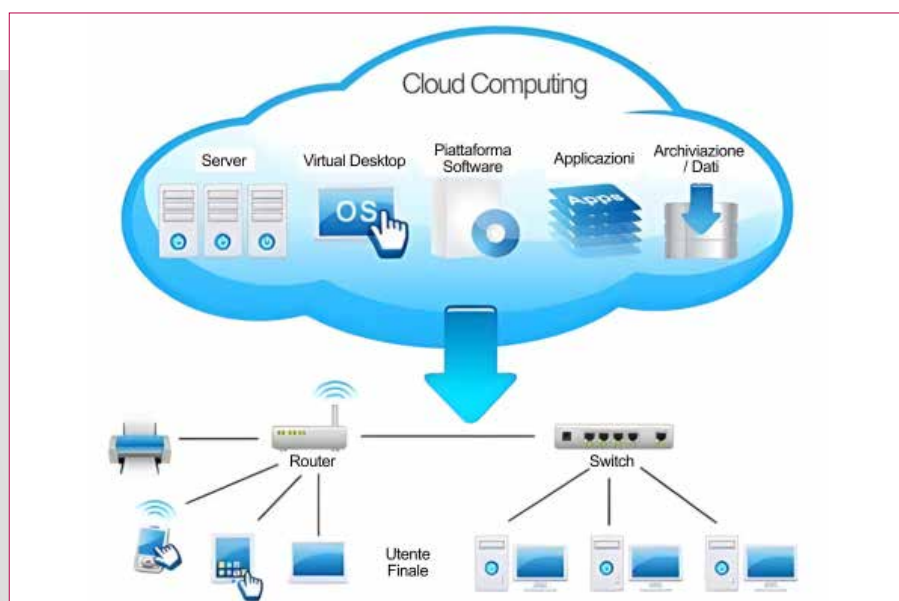 Cloud Computing
Server
Virtual Desktop
Piattaforma
Software
Applicazioni
Archiviazione
/ Dati
OS
Apps
Router
Switch
Utente
Finale